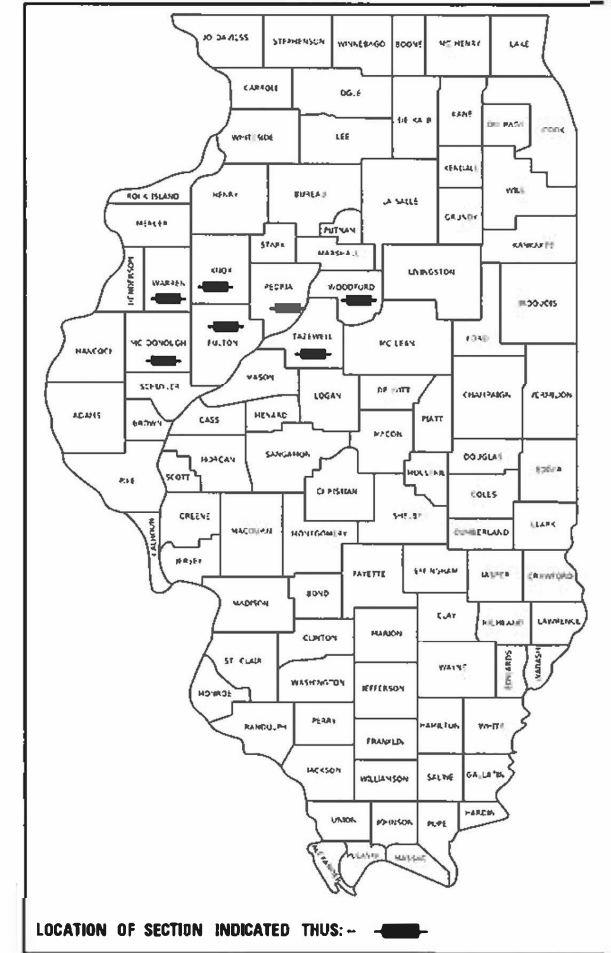 JO DAVIESS STEPHENSON WINNEBAGO BOONE MC HENRY LAKE
CARROLL OGLE
DE KALB KANE DU PAGE COOK
WHITESIDE LEE
KENDALL
ROCK ISLAND HENRY BUREAU LA SALLE WILL
MERCER PUTNAM GRUNDY
STARK MARSHALL KANKAKEE
HENDERSON WARREN KNOX PEORIA WOODFORD LIVINGSTON
IROQUOIS
HANCOCK MC DONOUGH FULTON TAZEWELL MC LEAN FORD
MASON
SCHUYLER LOGAN DE WITT CHAMPAIGN VERMILION
ADAMS BROWN CASS MENARD PIATT
MACON
MORGAN SANGAMON DOUGLAS
PIKE SCOTT MOULTRIE EDGAR
CHRISTIAN COLES
GREENE SHELBY
CALHOUN MACOUPIN MONTGOMERY CUMBERLAND CLARK
JERSEY
FAYETTE EFFINGHAM JASPER CRAWFORD
MADISON BOND
CLAY RICHLAND LAWRENCE
CLINTON MARION
ST. CLAIR WAYNE EDWARDS WABASH
WASHINGTON JEFFERSON
MONROE
RANDOLPH PERRY HAMILTON WHITE
FRANKLIN
JACKSON WILLIAMSON SALINE GALLATIN
UNION JOHNSON POPE HARDIN
ALEXANDER PULASKI MASSAC
LOCATION OF SECTION INDICATED THUS: -